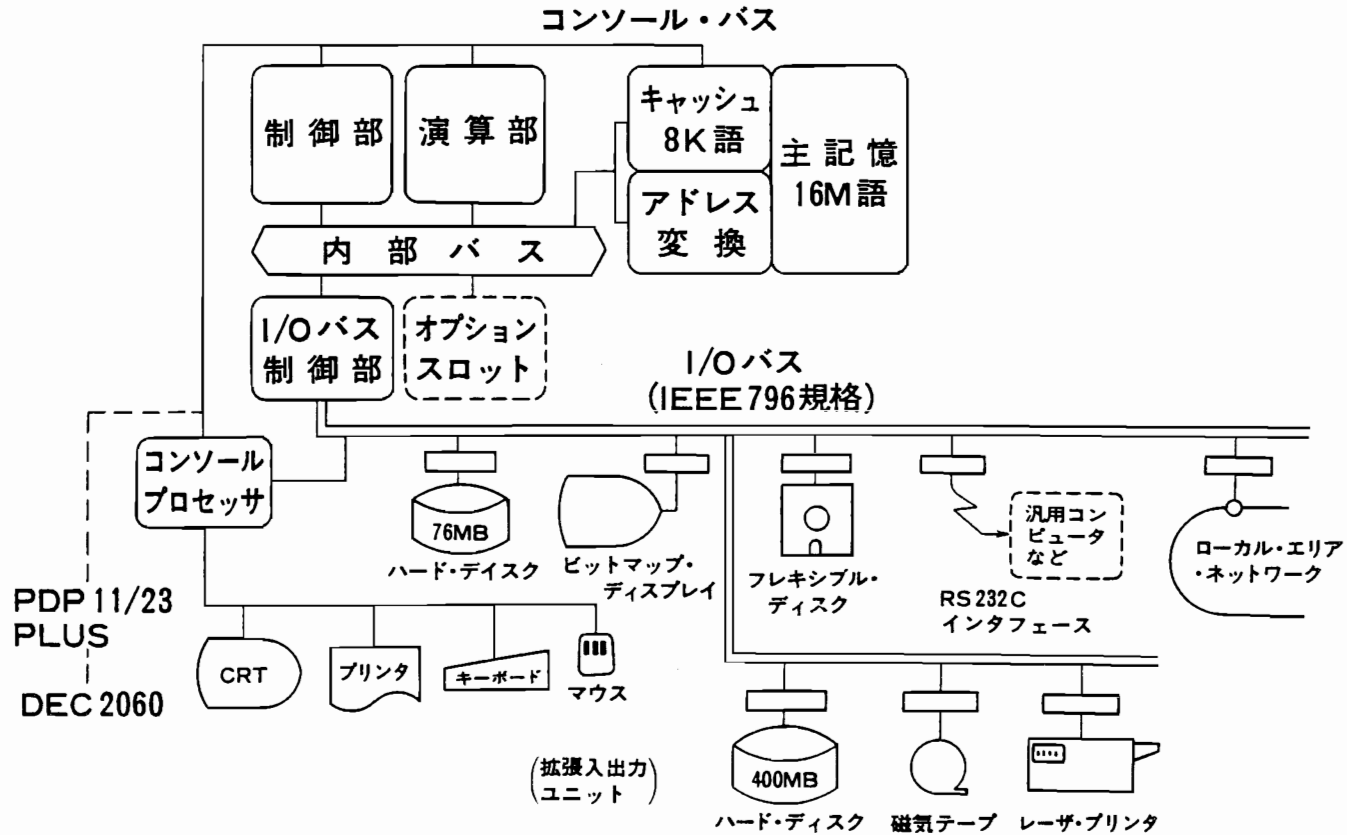 コンソール・バス
制御部
演算部
キャッシュ
8K語
主記憶
16M語
アドレス
変換
内部バス
I/Oバス
制御部
オプション
スロット
I/Oバス
(IEEE796規格)
コンソール
プロセッサ
76MB
ハード・デイスク
ビットマップ・
ディスプレイ
フレキシブル・
ディスク
汎用コン
ピュータ
など
RS232C
インタフェース
ローカル・エリア
・ネットワーク
PDP11/23
PLUS
DEC2060
CRT
プリンタ
キーボード
マウス
(拡張入出力
ユニット)
400MB
ハード・ディスク
磁気テープ
レーザ・プリンタ